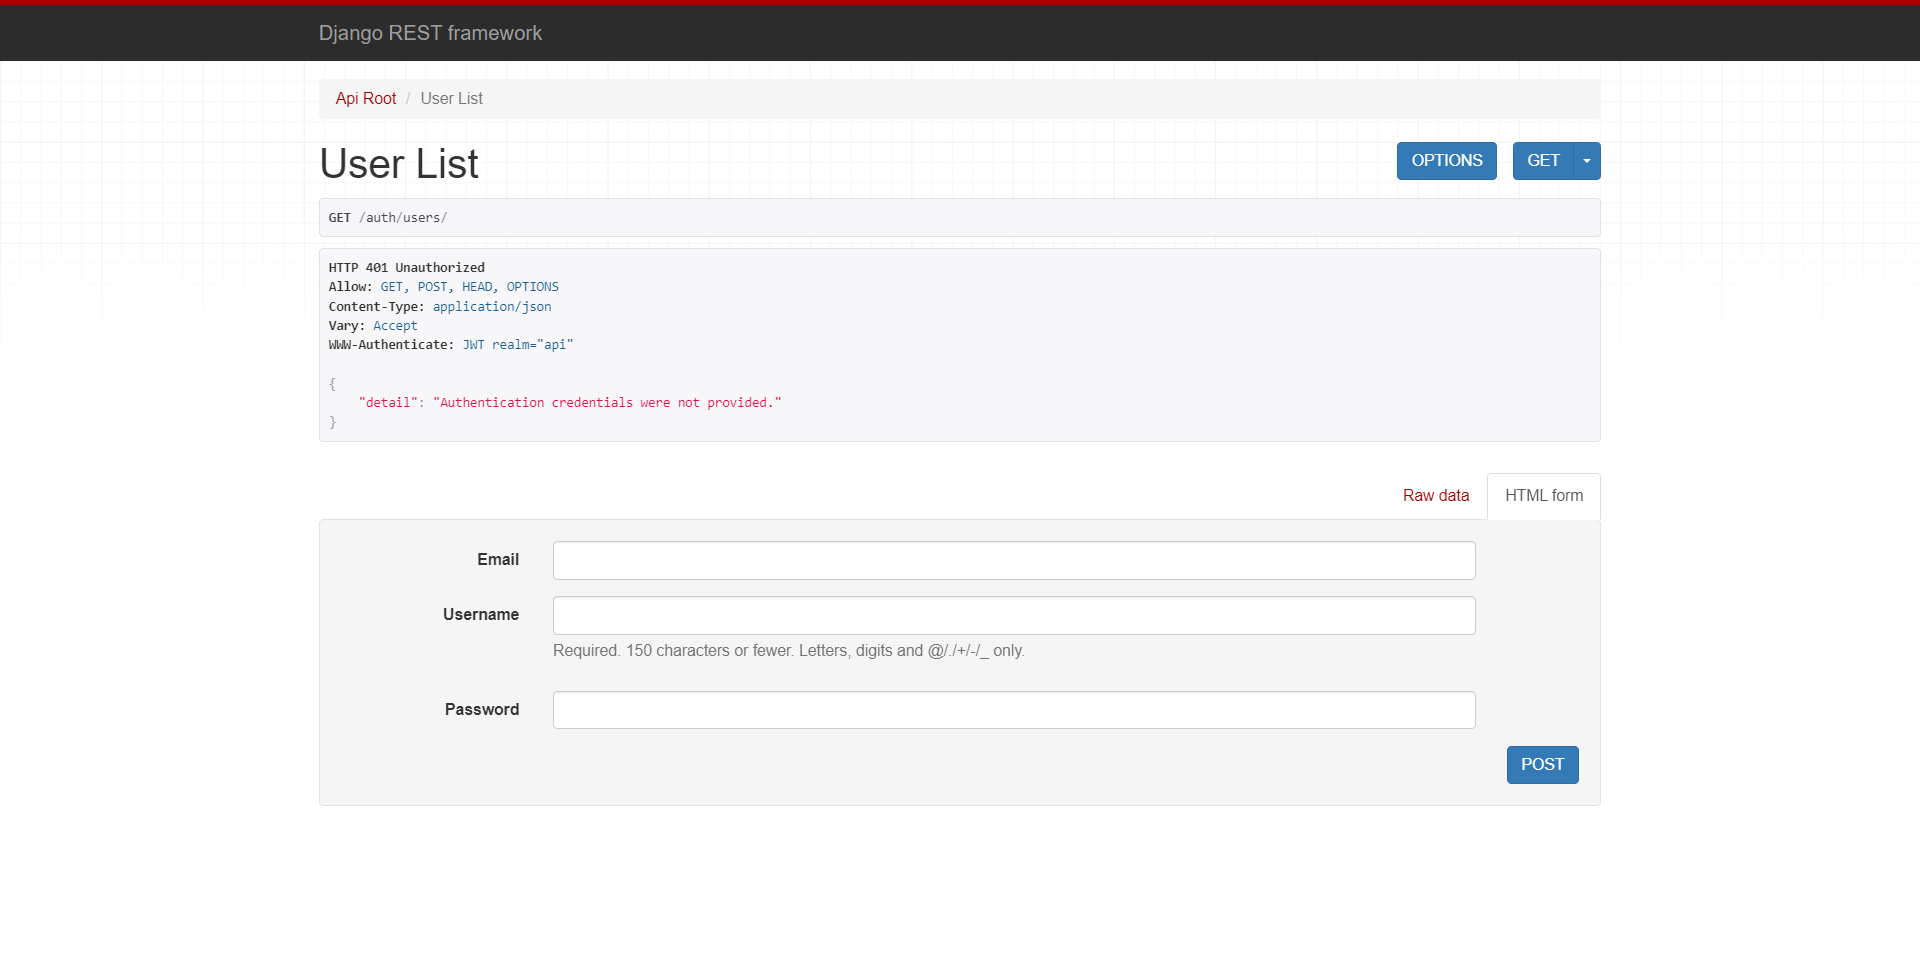 Django REST framework
Api Root / User List
User List
OPTIONS
GET
GET /auth/users/
HTTP 401 Unauthorized
Allow: GET, POST, HEAD, OPTIONS
Content-Type: application/json
Vary: Accept
WWW-Authenticate: JWT realm="api"
{
    "detail": "Authentication credentials were not provided."
}
Raw data
HTML form
Email
Username
Required. 150 characters or fewer. Letters, digits and @/./+/-/_ only.
Password
POST